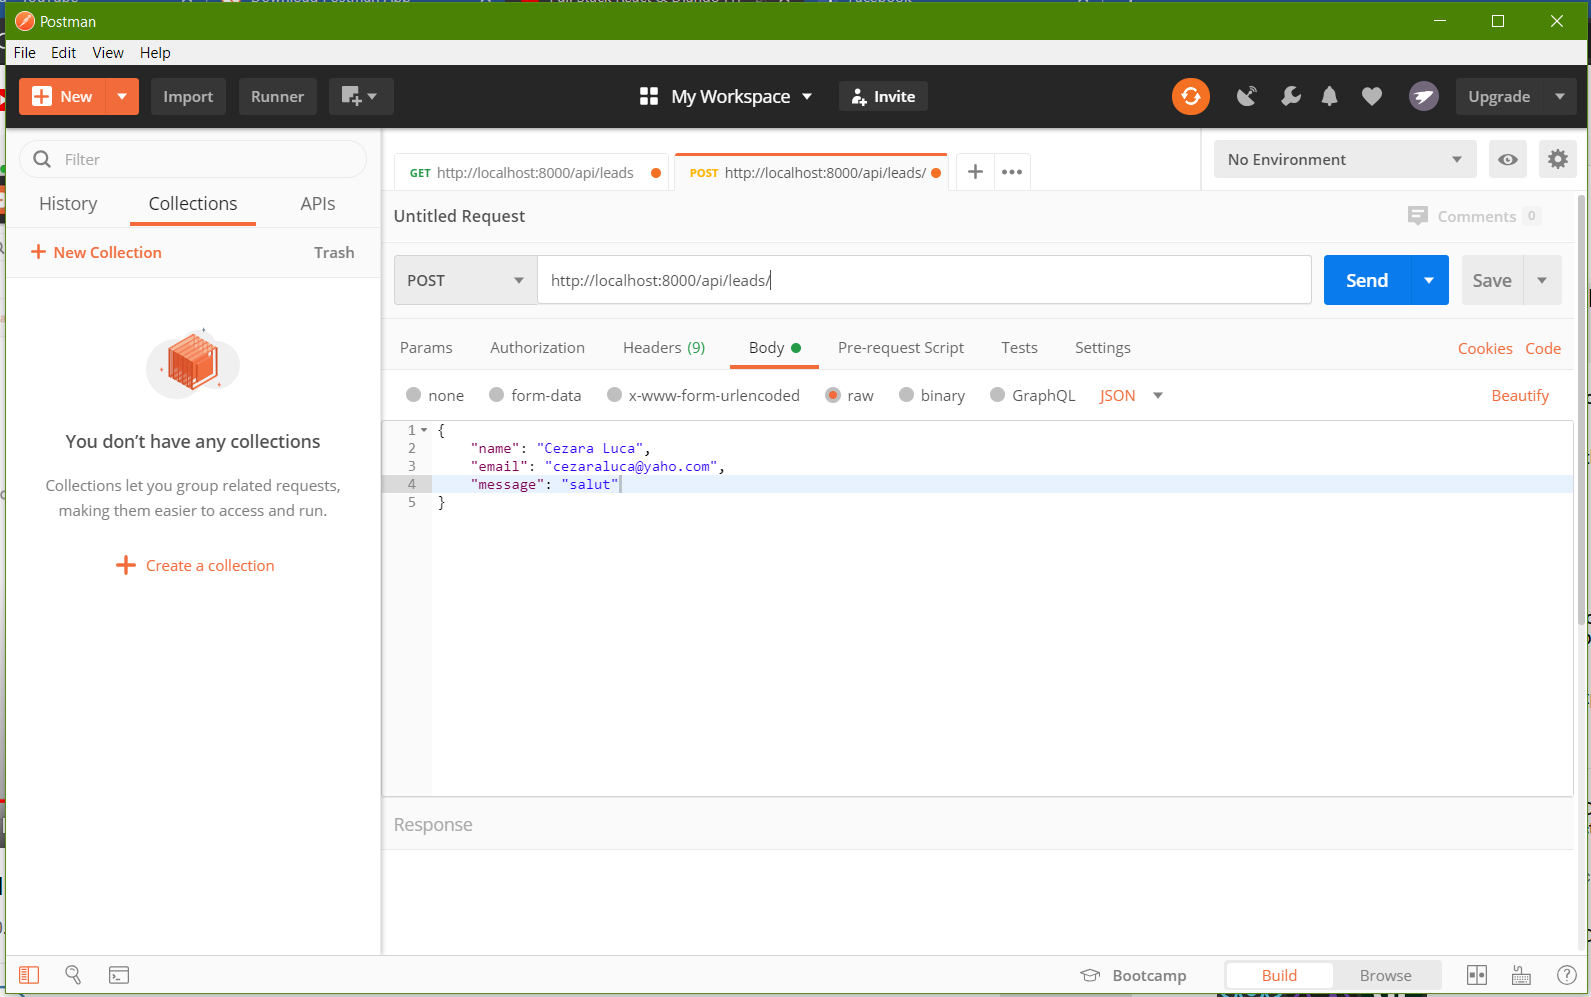 Postman
File Edit View Help
New Import Runner My Workspace Invite Upgrade
Filter
History Collections APIs
New Collection Trash
You don’t have any collections
Collections let you group related requests,
making them easier to access and run.
Create a collection
GET http://localhost:8000/api/leads POST http://localhost:8000/api/leads/ No Environment
Untitled Request Comments 0
POST http://localhost:8000/api/leads/ Send Save
Params Authorization Headers (9) Body Pre-request Script Tests Settings Cookies Code
none form-data x-www-form-urlencoded raw binary GraphQL JSON Beautify
1 {
2 "name": "Cezara Luca",
3 "email": "cezaraluca@yaho.com",
4 "message": "salut"
5 }
Response
Bootcamp Build Browse